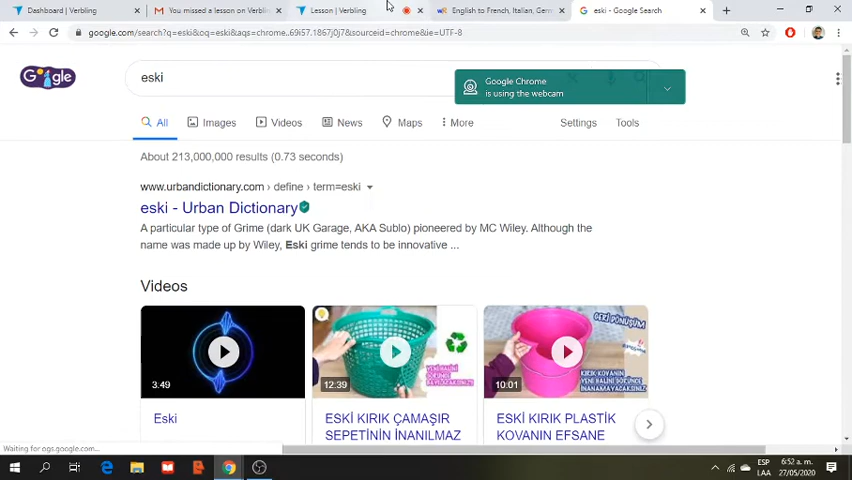 Dashboard | Verbling
You missed a lesson on Verblin
Lesson | Verbling
English to French, Italian, Germ
eski - Google Search
google.com/search?q=eski&oq=eski&aqs=chrome..69i57.1867j0j7&sourceid=chrome&ie=UTF-8
eski
Google Chrome
is using the webcam
All
Images
Videos
News
Maps
More
Settings
Tools
About 213,000,000 results (0.73 seconds)
www.urbandictionary.com › define › term=eski
eski - Urban Dictionary
A particular type of Grime (dark UK Garage, AKA Sublo) pioneered by MC Wiley. Although the
name was made up by Wiley, Eski grime tends to be innovative ...
Videos
3:49
12:39
10:01
GERİ DÖNÜŞÜM
Eski
ESKİ KIRIK ÇAMAŞIR
SEPETİNİN İNANILMAZ
ESKİ KIRIK PLASTİK
KOVANIN EFSANE
Waiting for ogs.google.com...
ESP
LAA
6:52 a. m.
27/05/2020